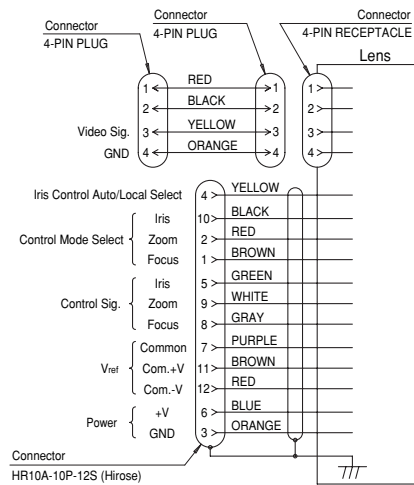 Connector
4-PIN PLUG
Connector
4-PIN PLUG
Connector
4-PIN RECEPTACLE
Lens
1 RED 1 1
2 BLACK 2 2
Video Sig. 3 YELLOW 3 3
GND 4 ORANGE 4 4
Iris Control Auto/Local Select 4 YELLOW
Control Mode Select
Iris 10 BLACK
Zoom 2 RED
Focus 1 BROWN
Control Sig.
Iris 5 GREEN
Zoom 9 WHITE
Focus 8 GRAY
Vref
Common 7 PURPLE
Com.+V 11 BROWN
Com.-V 12 RED
Power
+V 6 BLUE
GND 3 ORANGE
Connector
HR10A-10P-12S (Hirose)